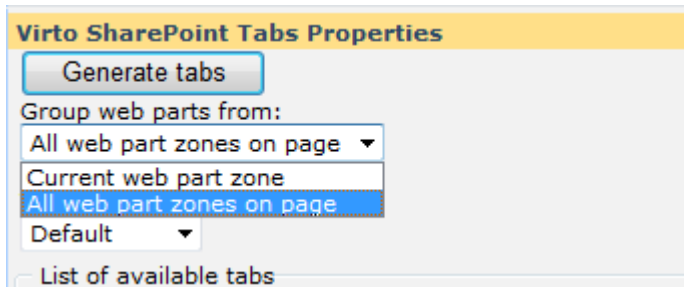 Virto SharePoint Tabs Properties
Generate tabs
Group web parts from:
All web part zones on page
Current web part zone
All web part zones on page
Default
List of available tabs